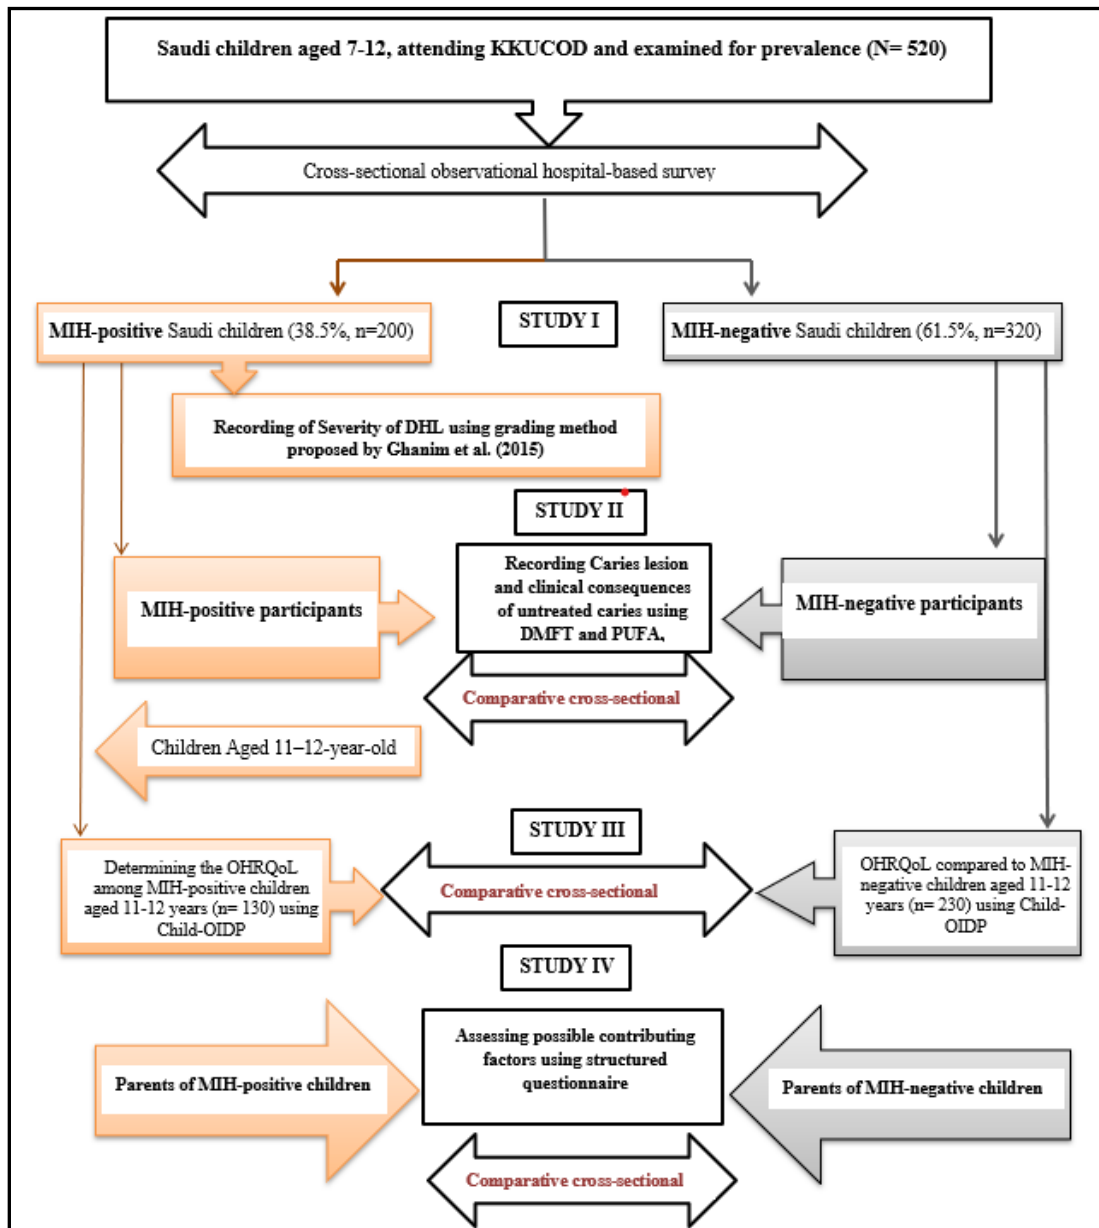 Saudi children aged 7-12, attending KKUCOD and examined for prevalence (N= 520)
Cross-sectional observational hospital-based survey
MIH-positive Saudi children (38.5%, n=200)
STUDY I
MIH-negative Saudi children (61.5%, n=320)
Recording of Severity of DHL using grading method
proposed by Ghanim et al. (2015)
STUDY II
Recording Caries lesion
and clinical consequences
of untreated caries using
DMFT and PUFA,
MIH-positive participants
MIH-negative participants
Comparative cross-sectional
Children Aged 11–12-year-old
STUDY III
Determining the OHRQoL
among MIH-positive children
aged 11-12 years (n= 130) using
Child-OIDP
Comparative cross-sectional
OHRQoL compared to MIH-
negative children aged 11-12
years (n= 230) using Child-
OIDP
STUDY IV
Assessing possible contributing
factors using structured
questionnaire
Parents of MIH-positive children
Parents of MIH-negative children
Comparative cross-sectional